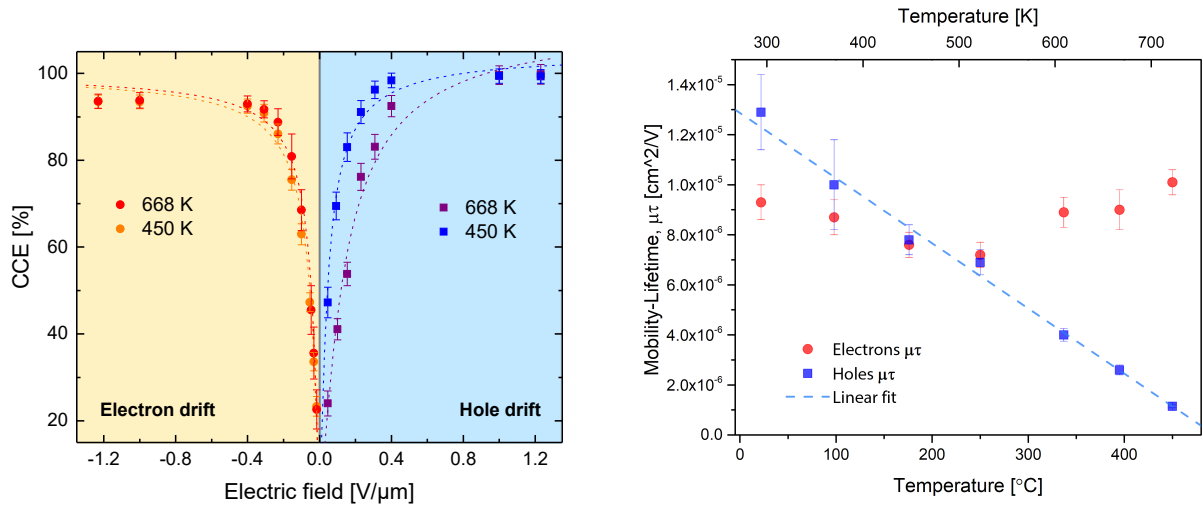 100
80
60
40
20
CCE [%]
668 K
450 K
668 K
450 K
Electron drift
Hole drift
-1.2 -0.8 -0.4 0.0 0.4 0.8 1.2
Electric field [V/µm]
Temperature [K]
300 400 500 600 700
1.4x10⁻⁵
1.2x10⁻⁵
1.0x10⁻⁵
8.0x10⁻⁶
6.0x10⁻⁶
4.0x10⁻⁶
2.0x10⁻⁶
0.0
Mobility-Lifetime, µτ [cm^2/V]
Electrons µτ
Holes µτ
Linear fit
0 100 200 300 400
Temperature [°C]